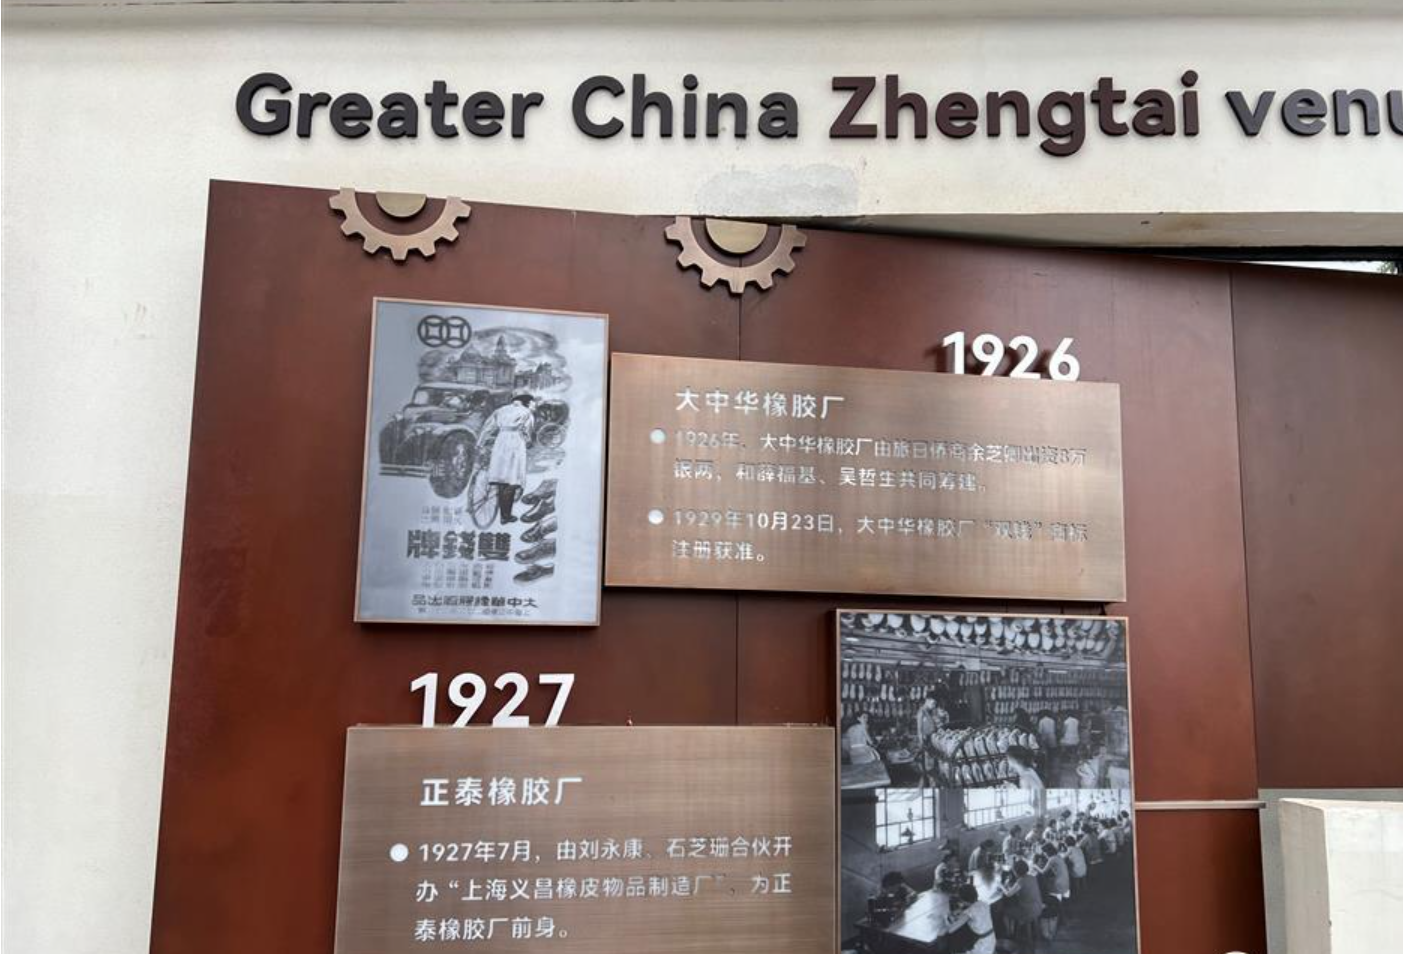 Greater China Zhengtai
1926
大中华橡胶厂
1926年，大中华橡胶厂由旅日侨商余芝卿出资8万
银两，和薛福基、吴哲生共同筹建。
1929年10月23日，大中华橡胶厂“双钱”商标
注册获准。
牌錢雙
品出廠膠橡華中大
1927
正泰橡胶厂
1927年7月，由刘永康、石芝珊合伙开
办“上海义昌橡皮物品制造厂”，为正
泰橡胶厂前身。